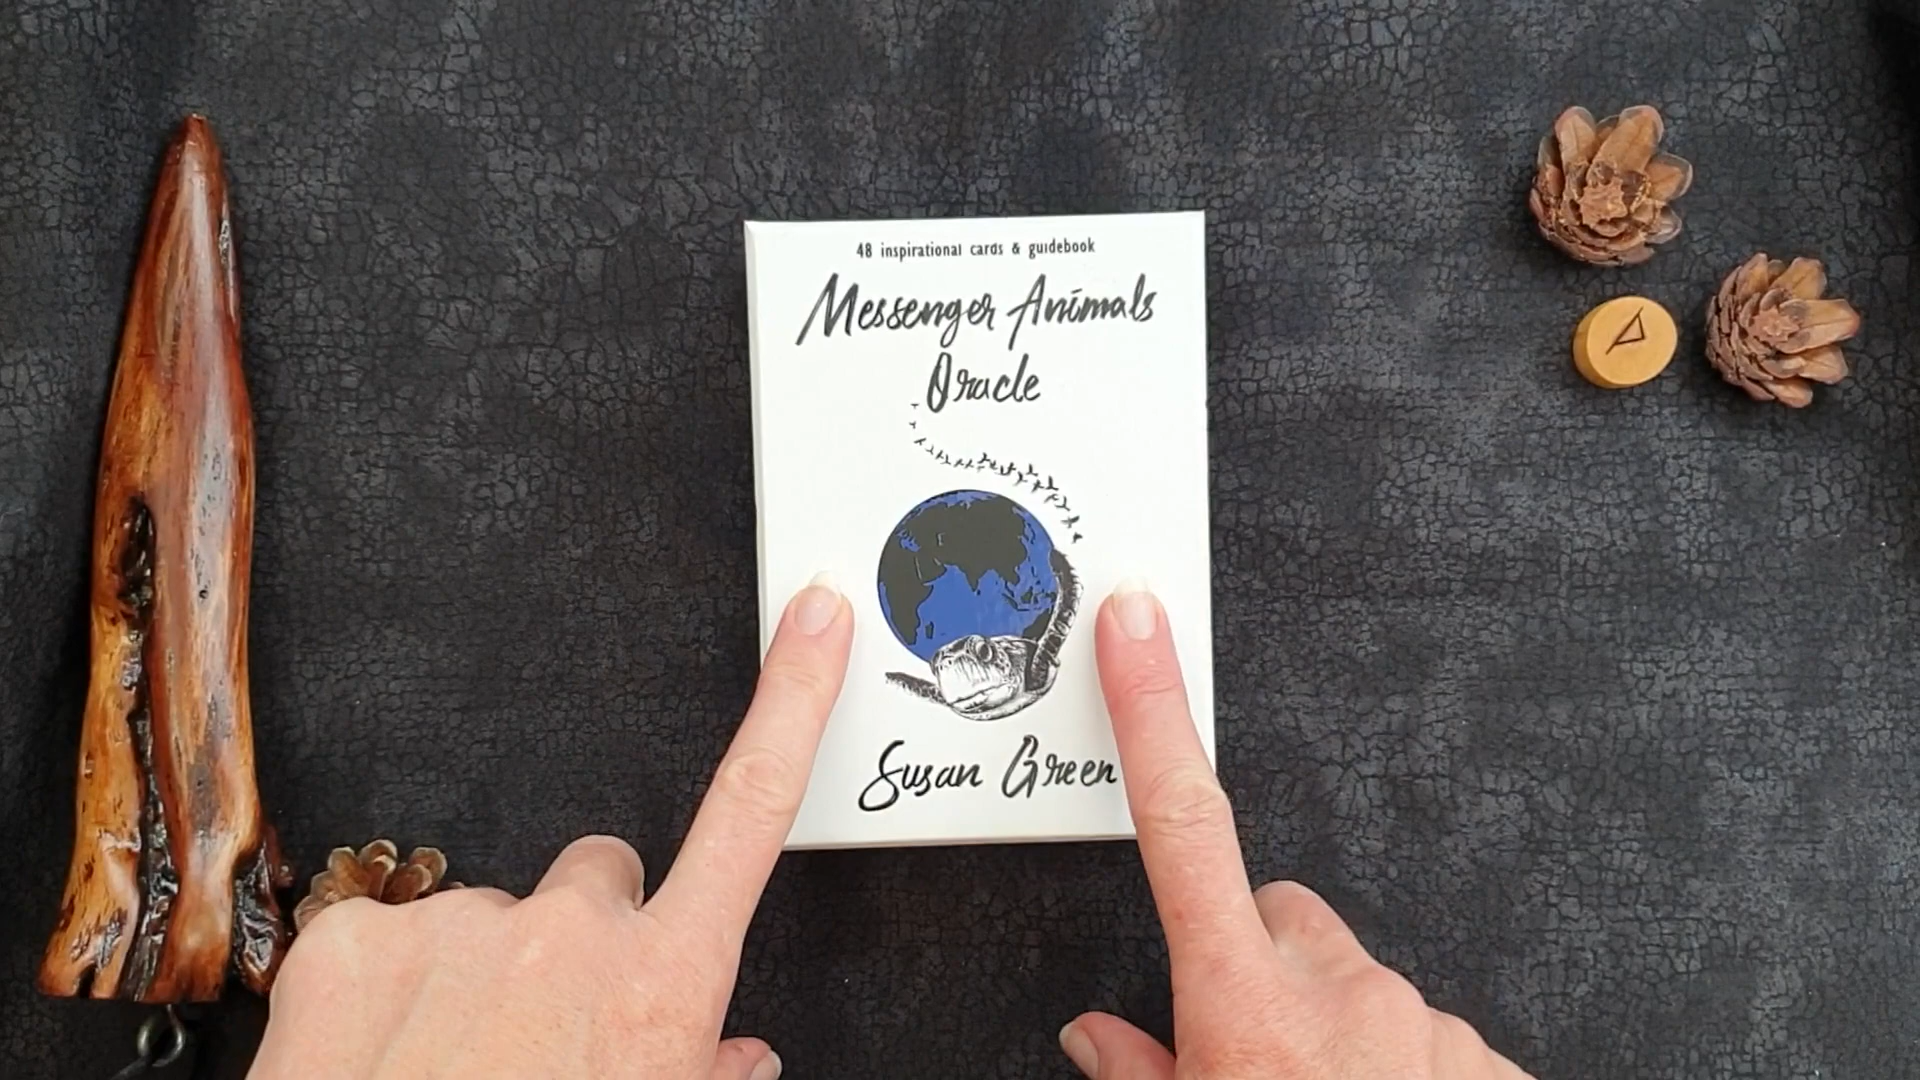 48 inspirational cards & guidebook
Messenger Animals
Oracle
Susan Green